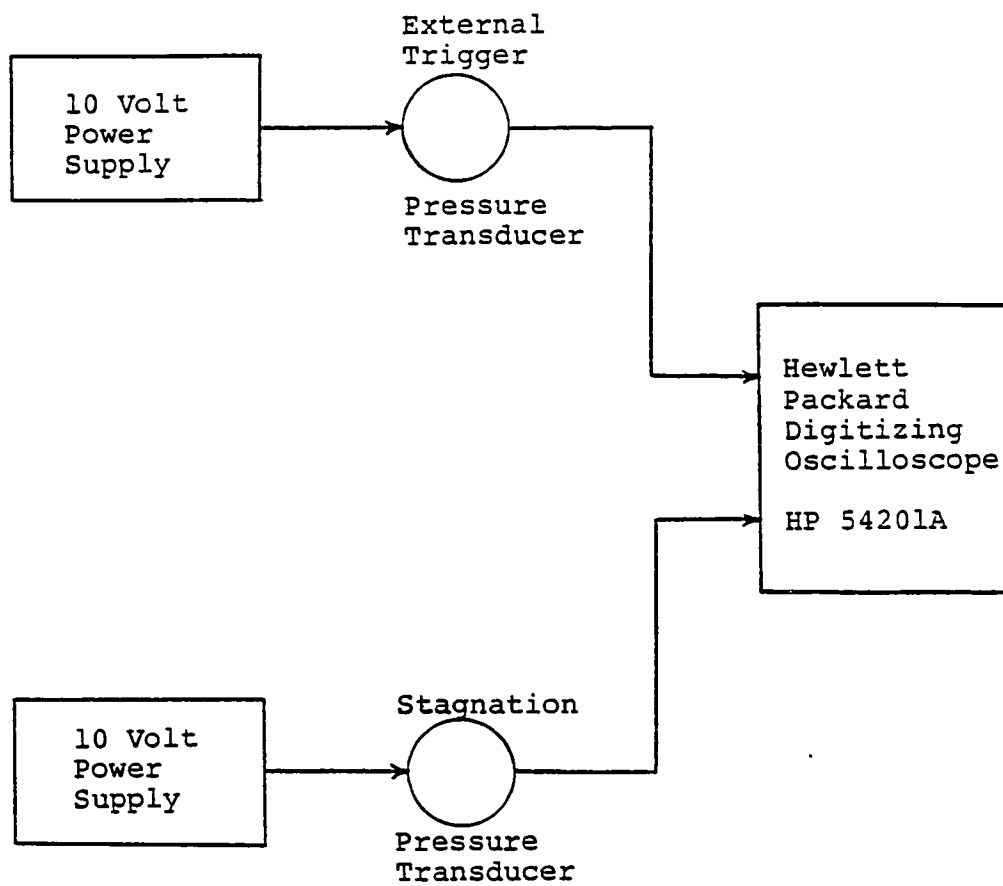 External
Trigger
10 Volt
Power
Supply
Pressure
Transducer
Hewlett
Packard
Digitizing
Oscilloscope
HP 54201A
Stagnation
10 Volt
Power
Supply
Pressure
Transducer